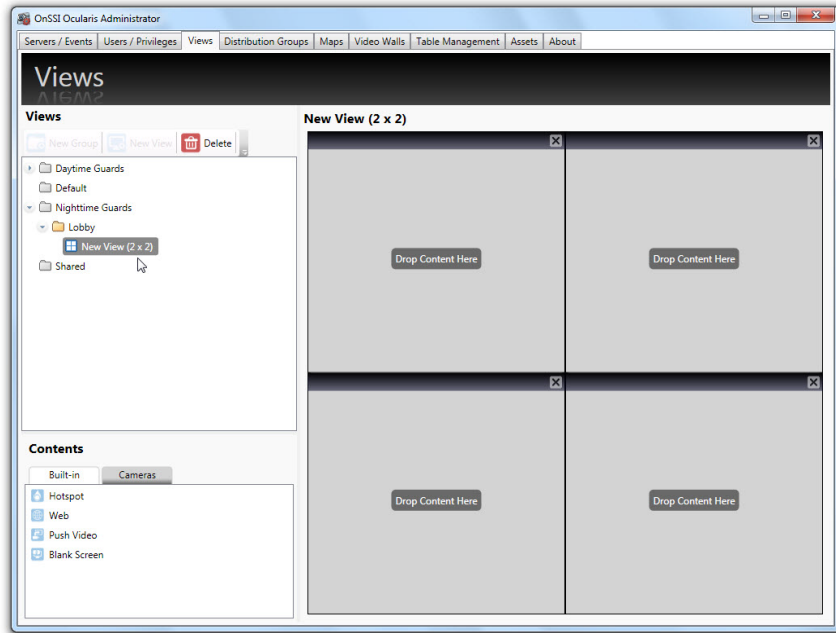 OnSSI Ocularis Administrator
Servers / Events Users / Privileges Views Distribution Groups Maps Video Walls Table Management Assets About
Views
Views
New View (2 x 2)
New Group New View Delete
Daytime Guards
Default
Nighttime Guards
Lobby
New View (2 x 2)
Shared
Drop Content Here
Drop Content Here
Drop Content Here
Drop Content Here
Contents
Built-in Cameras
Hotspot
Web
Push Video
Blank Screen